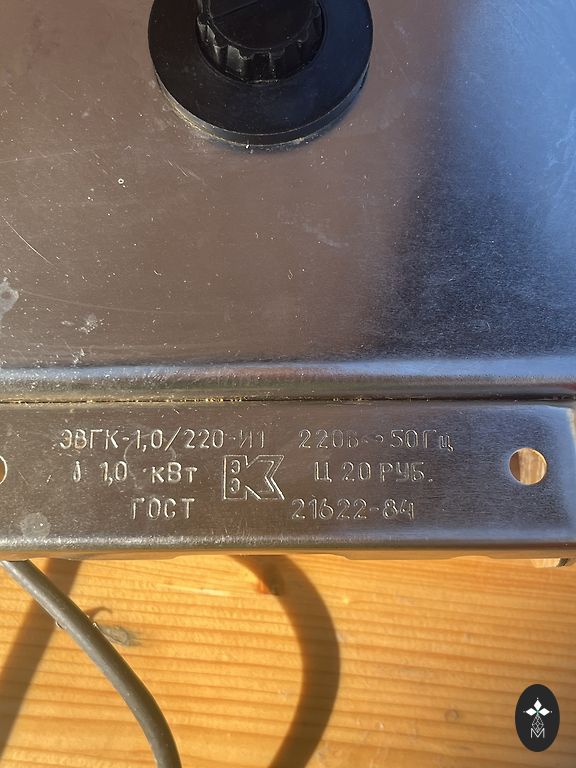 ЭВГК-1,0/220-И1 220В ~ 50Гц
1,0 кВт Ц 20 РУБ.
ГОСТ 21622-84
М